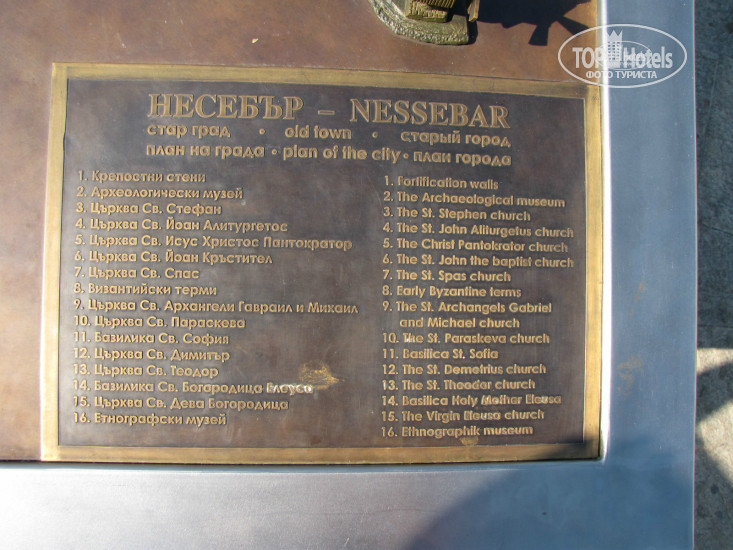 TOPHotels
ФОТО ТУРИСТА
НЕСЕБЪР – NESSEBAR
стар град • old town • старый город
план на града • plan of the city • план города
1. Крепостни стени
2. Археологически музей
3. Църква Св. Стефан
4. Църква Св. Йоан Алитургетос
5. Църква Св. Исус Христос Пантократор
6. Църква Св. Йоан Кръстител
7. Църква Св. Спас
8. Византийски терми
9. Църква Св. Архангели Гавраил и Михаил
10. Църква Св. Параскева
11. Базилика Св. София
12. Църква Св. Димитър
13. Църква Св. Теодор
14. Базилика Св. Богородица Елеуса
15. Църква Св. Дева Богородица
16. Етнографски музей
1. Fortification walls
2. The Archaeological museum
3. The St. Stephen church
4. The St. John Aliturgetus church
5. The Christ Pantokrator church
6. The St. John the baptist church
7. The St. Spas church
8. Early Byzantine terms
9. The St. Archangels Gabriel
and Michael church
10. The St. Paraskeva church
11. Basilica St. Sofia
12. The St. Demetrius church
13. The St. Theodor church
14. Basilica Holy Mother Eleusa
15. The Virgin Eleusa church
16. Ethnographik museum